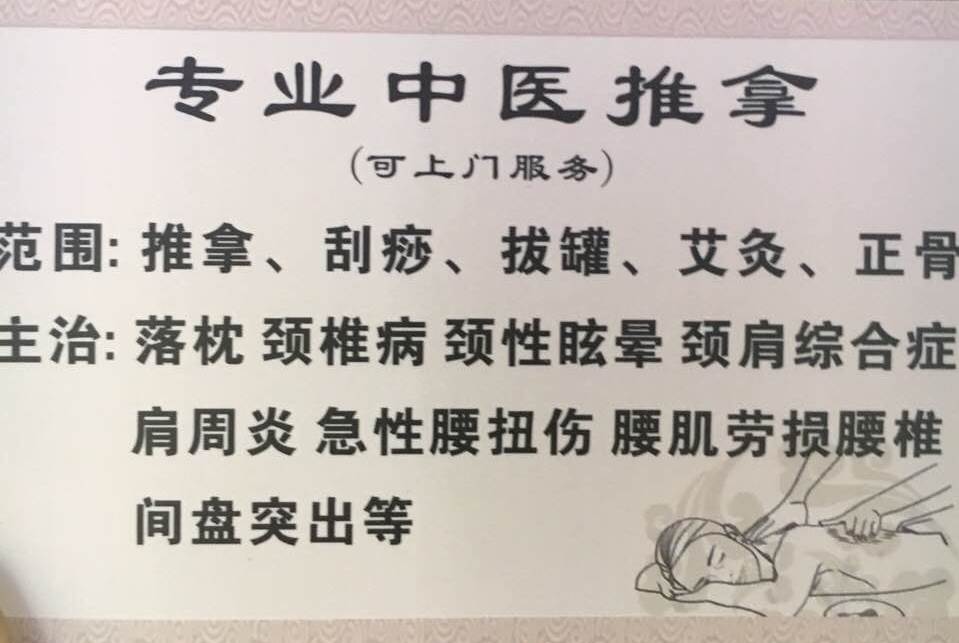 专业中医推拿
(可上门服务)
范围:推拿、刮痧、拔罐、艾灸、正骨
主治:落枕 颈椎病 颈性眩晕 颈肩综合症
肩周炎 急性腰扭伤 腰肌劳损腰椎
间盘突出等